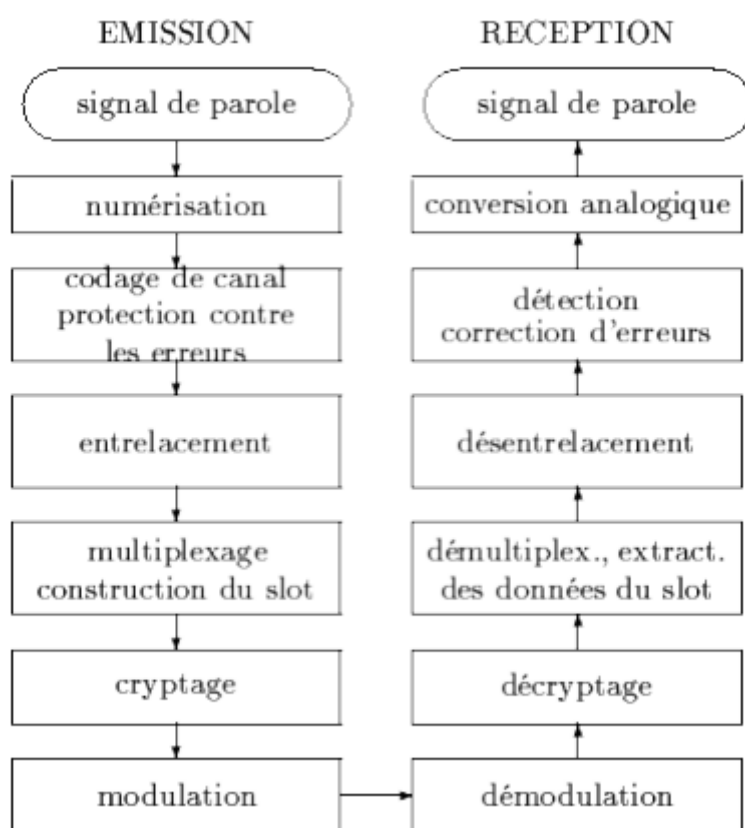 EMISSION
signal de parole
numérisation
codage de canal
protection contre
les erreurs
entrelacement
multiplexage
construction du slot
cryptage
modulation
RECEPTION
signal de parole
conversion analogique
détection
correction d'erreurs
désentrelacement
démultiplex., extract.
des données du slot
décryptage
démodulation